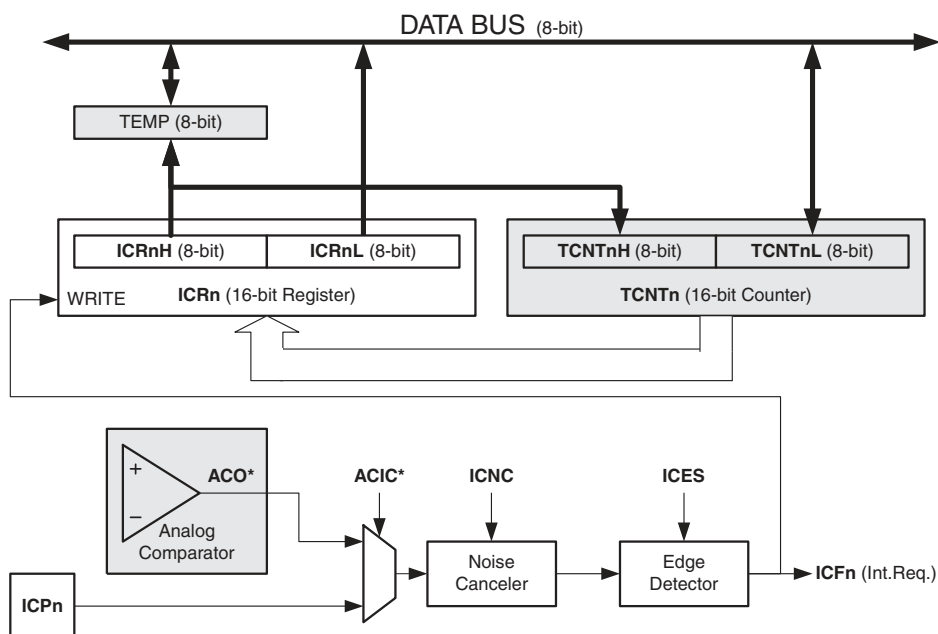 DATA BUS (8-bit)
TEMP (8-bit)
ICRnH (8-bit)
ICRnL (8-bit)
TCNTnH (8-bit)
TCNTnL (8-bit)
WRITE
ICRn (16-bit Register)
TCNTn (16-bit Counter)
+
−
ACO*
Analog
Comparator
ACIC*
ICNC
ICES
Noise
Canceler
Edge
Detector
ICFn (Int.Req.)
ICPn